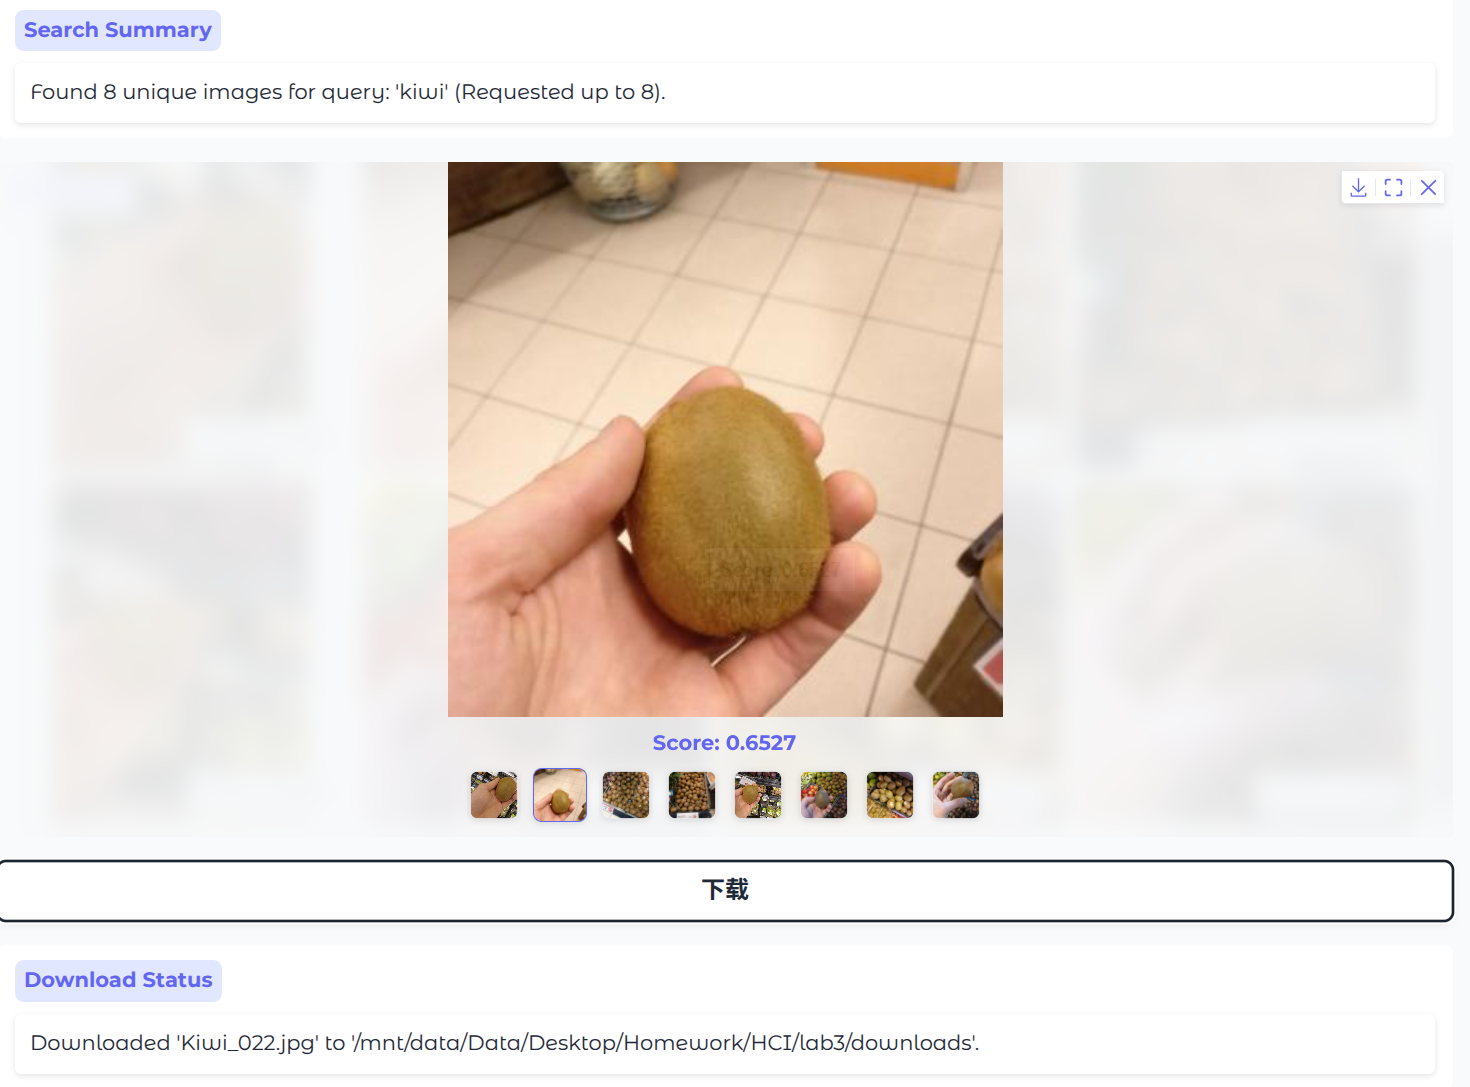 Search Summary
Found 8 unique images for query: 'kiwi' (Requested up to 8).
Score: 0.6527
下载
Download Status
Downloaded 'Kiwi_022.jpg' to '/mnt/data/Data/Desktop/Homework/HCI/lab3/downloads'.